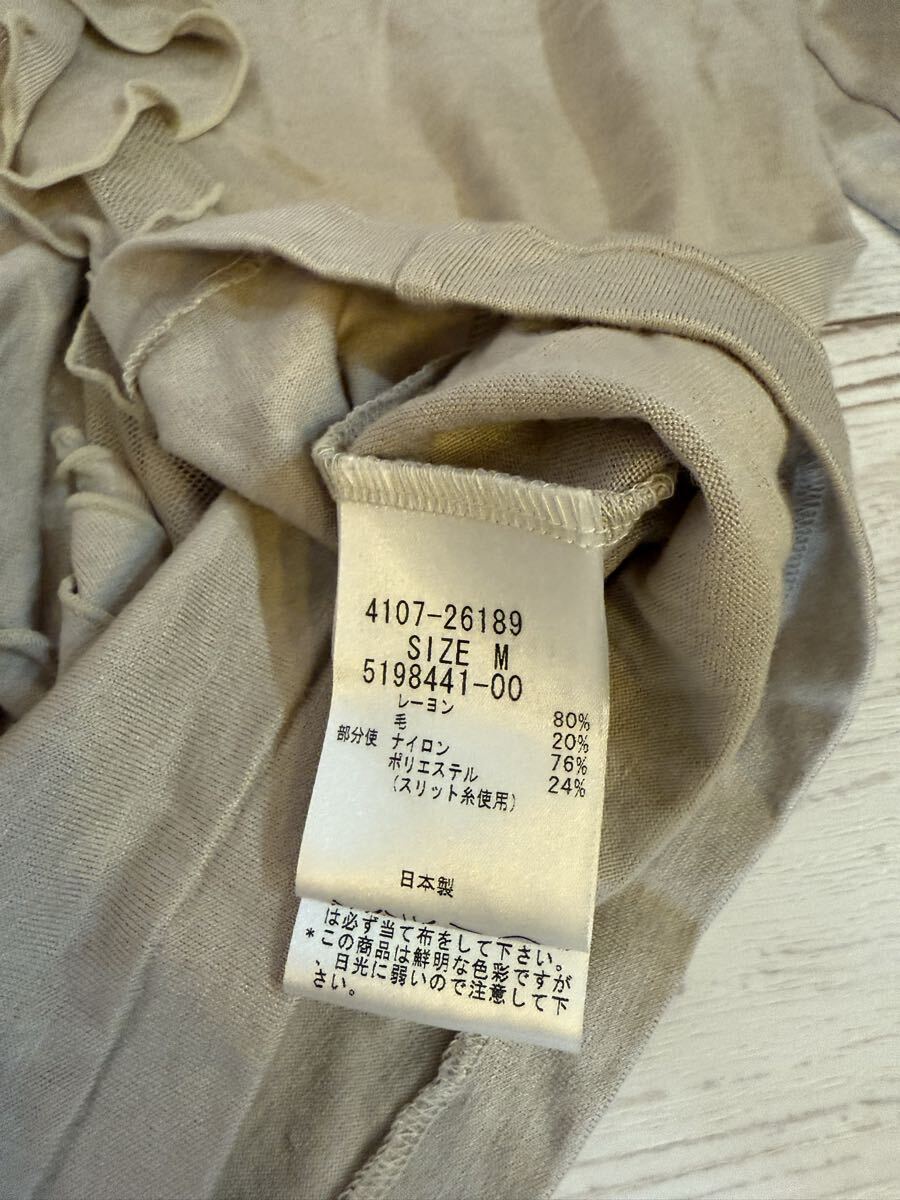 4107-26189
SIZE M
5198441-00
レーヨン 80%
毛 20%
部分使 ナイロン 76%
ポリエステル 24%
(スリット糸使用)
日本製
は必ず当て布をして下さい。
*この商品は鮮明な色彩ですが
、日光に弱いので注意して下
さい。